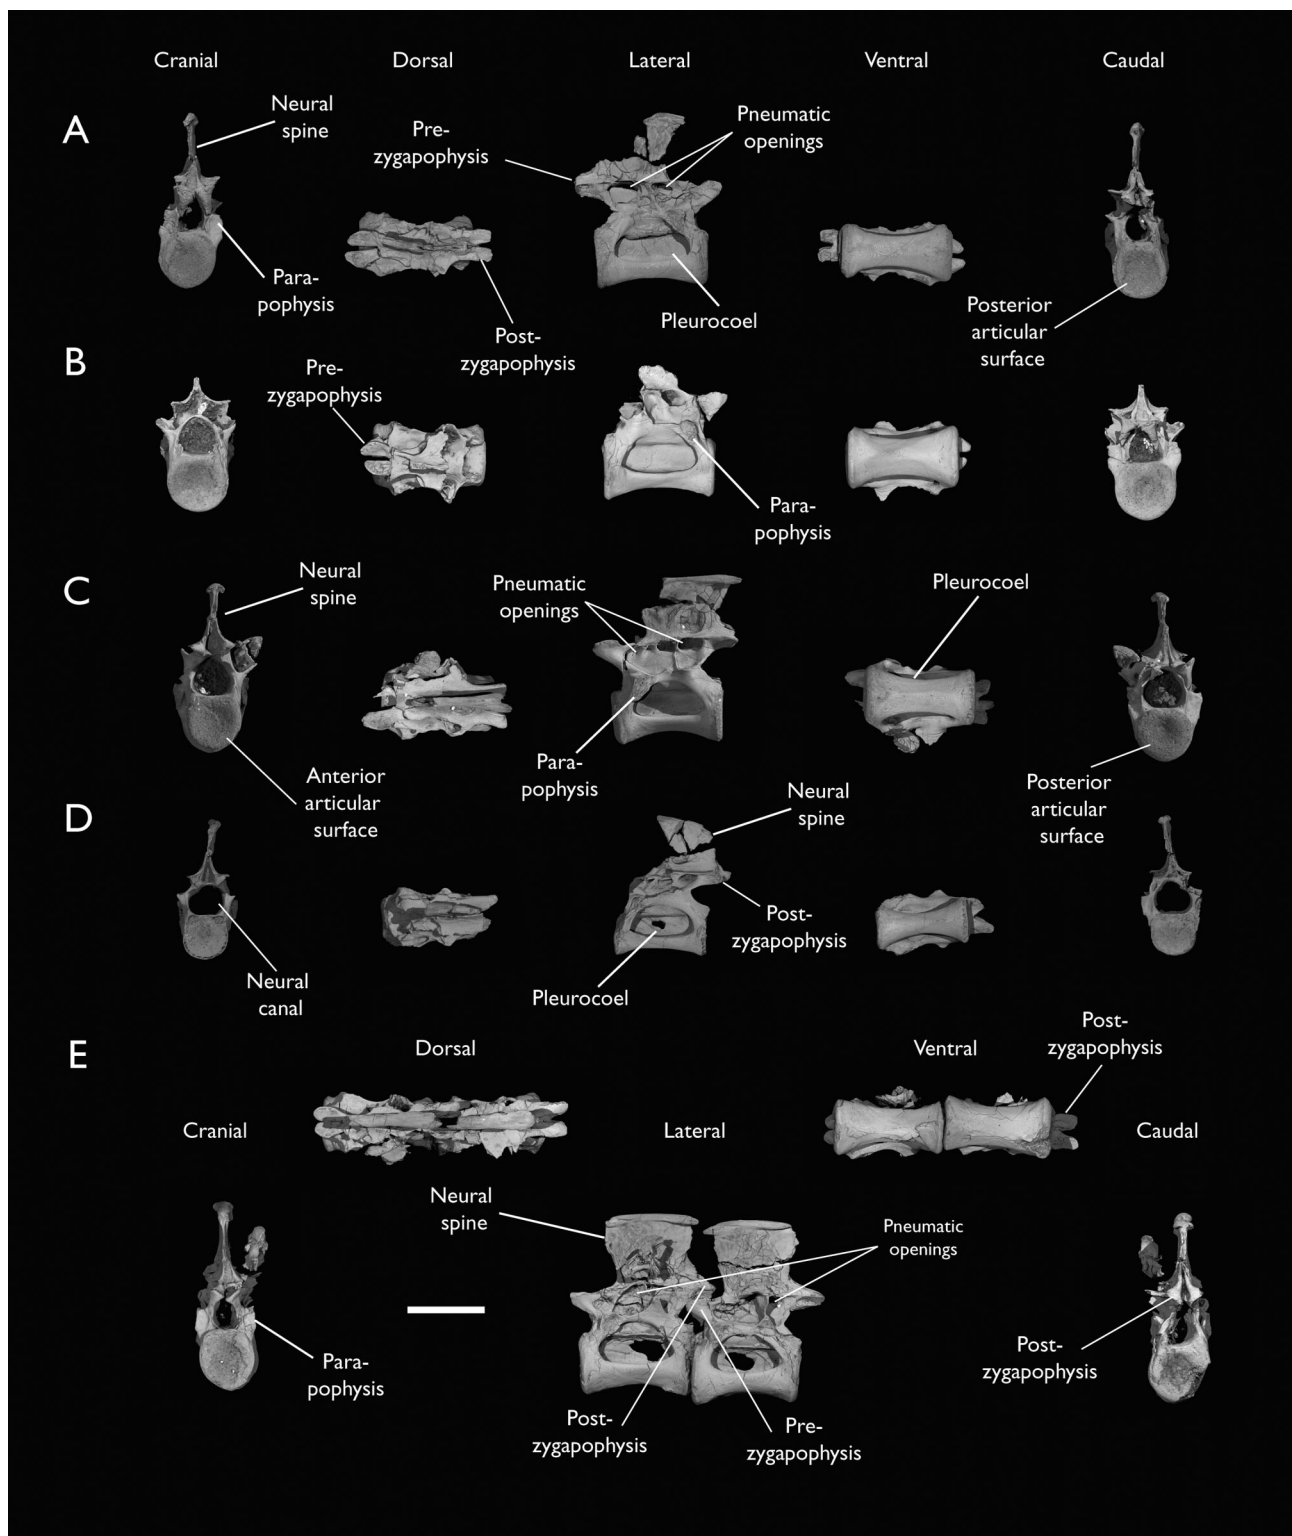 Cranial Dorsal Lateral Ventral Caudal
A
Neural
spine
Pre-
zygapophysis
Pneumatic
openings
Para-
pophysis
Post-
zygapophysis
Pleurocoel
Posterior
articular
surface
B
Pre-
zygapophysis
Para-
pophysis
C
Neural
spine
Pneumatic
openings
Pleurocoel
Anterior
articular
surface
Para-
pophysis
Posterior
articular
surface
D
Neural
spine
Neural
canal
Post-
zygapophysis
Pleurocoel
E
Dorsal
Ventral
Post-
zygapophysis
Cranial
Lateral
Caudal
Neural
spine
Pneumatic
openings
Para-
pophysis
Post-
zygapophysis
Pre-
zygapophysis
Post-
zygapophysis